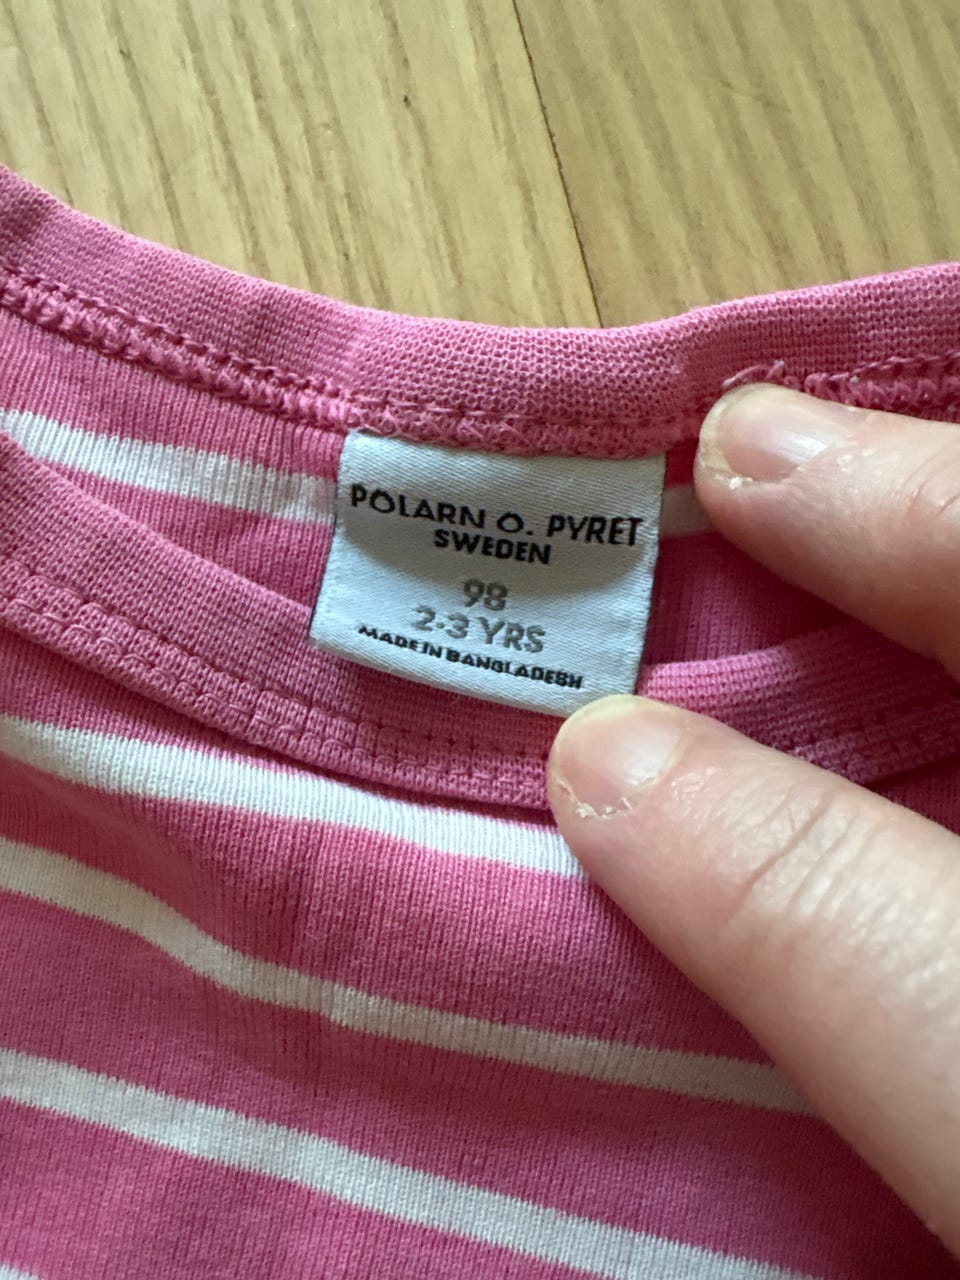 POLARN O. PYRET
SWEDEN
98
2-3 YRS
MADE IN BANGLADESH